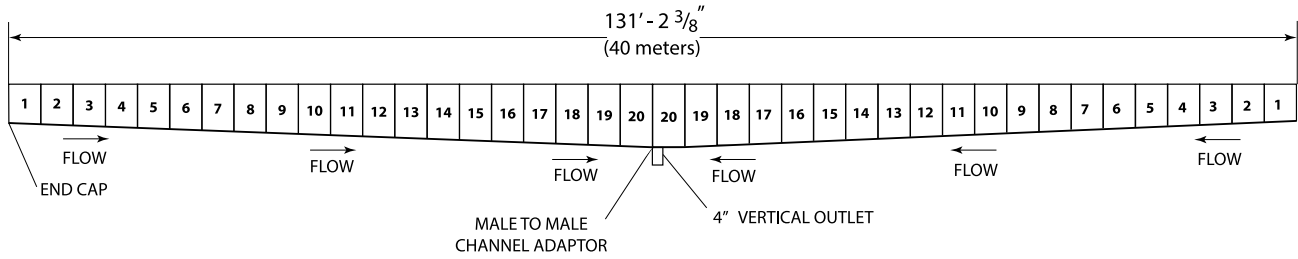 131' - 2 3/8"
(40 meters)
1 2 3 4 5 6 7 8 9 10 11 12 13 14 15 16 17 18 19 20 20 19 18 17 16 15 14 13 12 11 10 9 8 7 6 5 4 3 2 1
FLOW FLOW FLOW FLOW FLOW FLOW
END CAP
MALE TO MALE
CHANNEL ADAPTOR
4" VERTICAL OUTLET